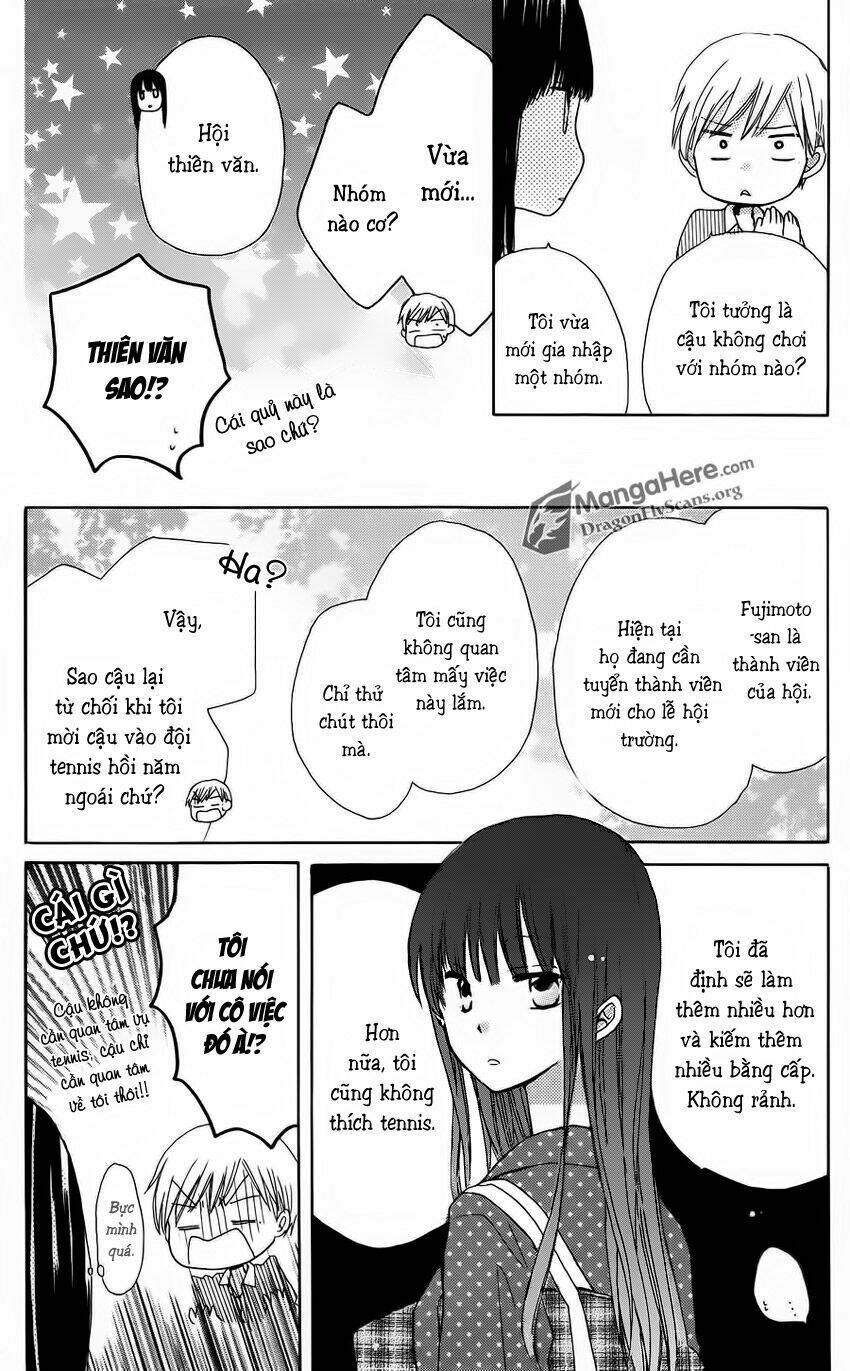 Tôi tưởng là
cậu không chơi
với nhóm nào?
Tôi vừa
mới gia nhập
một nhóm.
Vừa
mới...
Nhóm
nào cơ?
Hội
thiên văn.
THIÊN VĂN
SAO!?
Cái quỷ này là
sao chứ?
MangaHere.com
DragonFlyScans.org
Fujimoto
-san là
thành viên
của hội.
Hiện tại
họ đang cần
tuyển thành viên
mới cho lễ hội
trường.
Tôi cũng
không quan
tâm mấy việc
này lắm.
Chỉ thử
chút thôi
mà.
Ha?
Vậy,
Sao cậu lại
từ chối khi tôi
mời cậu vào đội
tennis hồi năm
ngoái chứ?
Tôi đã
định sẽ làm
thêm nhiều hơn
và kiếm thêm
nhiều bằng cấp.
Không rảnh.
Hơn
nữa, tôi
cũng không
thích tennis.
TÔI
CHƯA NÓI
VỚI CÔ VIỆC
ĐÓ À!?
CÁI GÌ
CHỨ!?
Cậu không
cần quan tâm vụ
tennis, cậu chỉ
cần quan tâm
về tôi thôi!!
Bực
mình
quá.